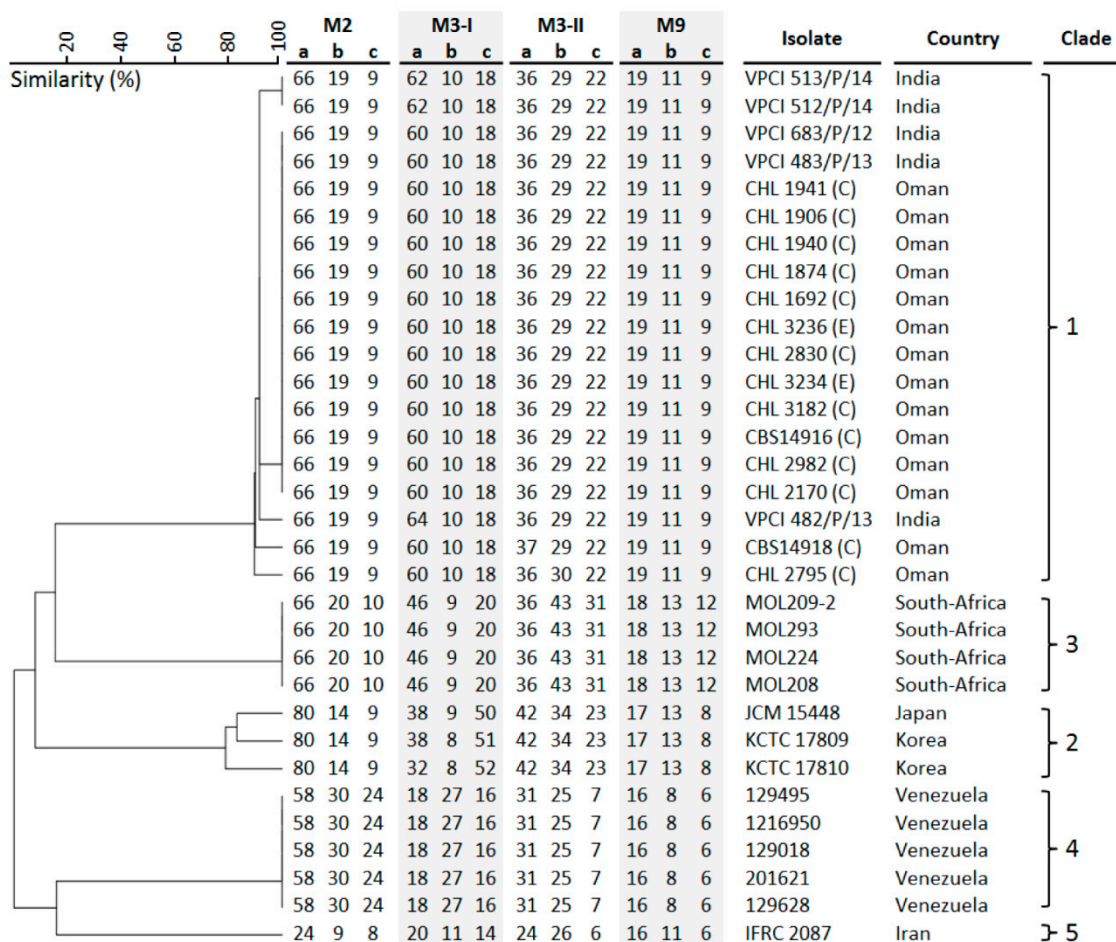 20 40 60 80 100 M2 M3-I M3-II M9 Isolate Country Clade
a b c a b c a b c a b c
Similarity (%) 66 19 9 62 10 18 36 29 22 19 11 9 VPCI 513/P/14 India
66 19 9 62 10 18 36 29 22 19 11 9 VPCI 512/P/14 India
66 19 9 60 10 18 36 29 22 19 11 9 VPCI 683/P/12 India
66 19 9 60 10 18 36 29 22 19 11 9 VPCI 483/P/13 India
66 19 9 60 10 18 36 29 22 19 11 9 CHL 1941 (C) Oman
66 19 9 60 10 18 36 29 22 19 11 9 CHL 1906 (C) Oman
66 19 9 60 10 18 36 29 22 19 11 9 CHL 1940 (C) Oman
66 19 9 60 10 18 36 29 22 19 11 9 CHL 1874 (C) Oman
66 19 9 60 10 18 36 29 22 19 11 9 CHL 1692 (C) Oman
66 19 9 60 10 18 36 29 22 19 11 9 CHL 3236 (E) Oman 1
66 19 9 60 10 18 36 29 22 19 11 9 CHL 2830 (C) Oman
66 19 9 60 10 18 36 29 22 19 11 9 CHL 3234 (E) Oman
66 19 9 60 10 18 36 29 22 19 11 9 CHL 3182 (C) Oman
66 19 9 60 10 18 36 29 22 19 11 9 CBS14916 (C) Oman
66 19 9 60 10 18 36 29 22 19 11 9 CHL 2982 (C) Oman
66 19 9 60 10 18 36 29 22 19 11 9 CHL 2170 (C) Oman
66 19 9 64 10 18 36 29 22 19 11 9 VPCI 482/P/13 India
66 19 9 60 10 18 37 29 22 19 11 9 CBS14918 (C) Oman
66 19 9 60 10 18 36 30 22 19 11 9 CHL 2795 (C) Oman
66 20 10 46 9 20 36 43 31 18 13 12 MOL209-2 South-Africa
66 20 10 46 9 20 36 43 31 18 13 12 MOL293 South-Africa 3
66 20 10 46 9 20 36 43 31 18 13 12 MOL224 South-Africa
66 20 10 46 9 20 36 43 31 18 13 12 MOL208 South-Africa
80 14 9 38 9 50 42 34 23 17 13 8 JCM 15448 Japan
80 14 9 38 8 51 42 34 23 17 13 8 KCTC 17809 Korea 2
80 14 9 32 8 52 42 34 23 17 13 8 KCTC 17810 Korea
58 30 24 18 27 16 31 25 7 16 8 6 129495 Venezuela
58 30 24 18 27 16 31 25 7 16 8 6 1216950 Venezuela
58 30 24 18 27 16 31 25 7 16 8 6 129018 Venezuela 4
58 30 24 18 27 16 31 25 7 16 8 6 201621 Venezuela
58 30 24 18 27 16 31 25 7 16 8 6 129628 Venezuela
24 9 8 20 11 14 24 26 6 16 11 6 IFRC 2087 Iran 5